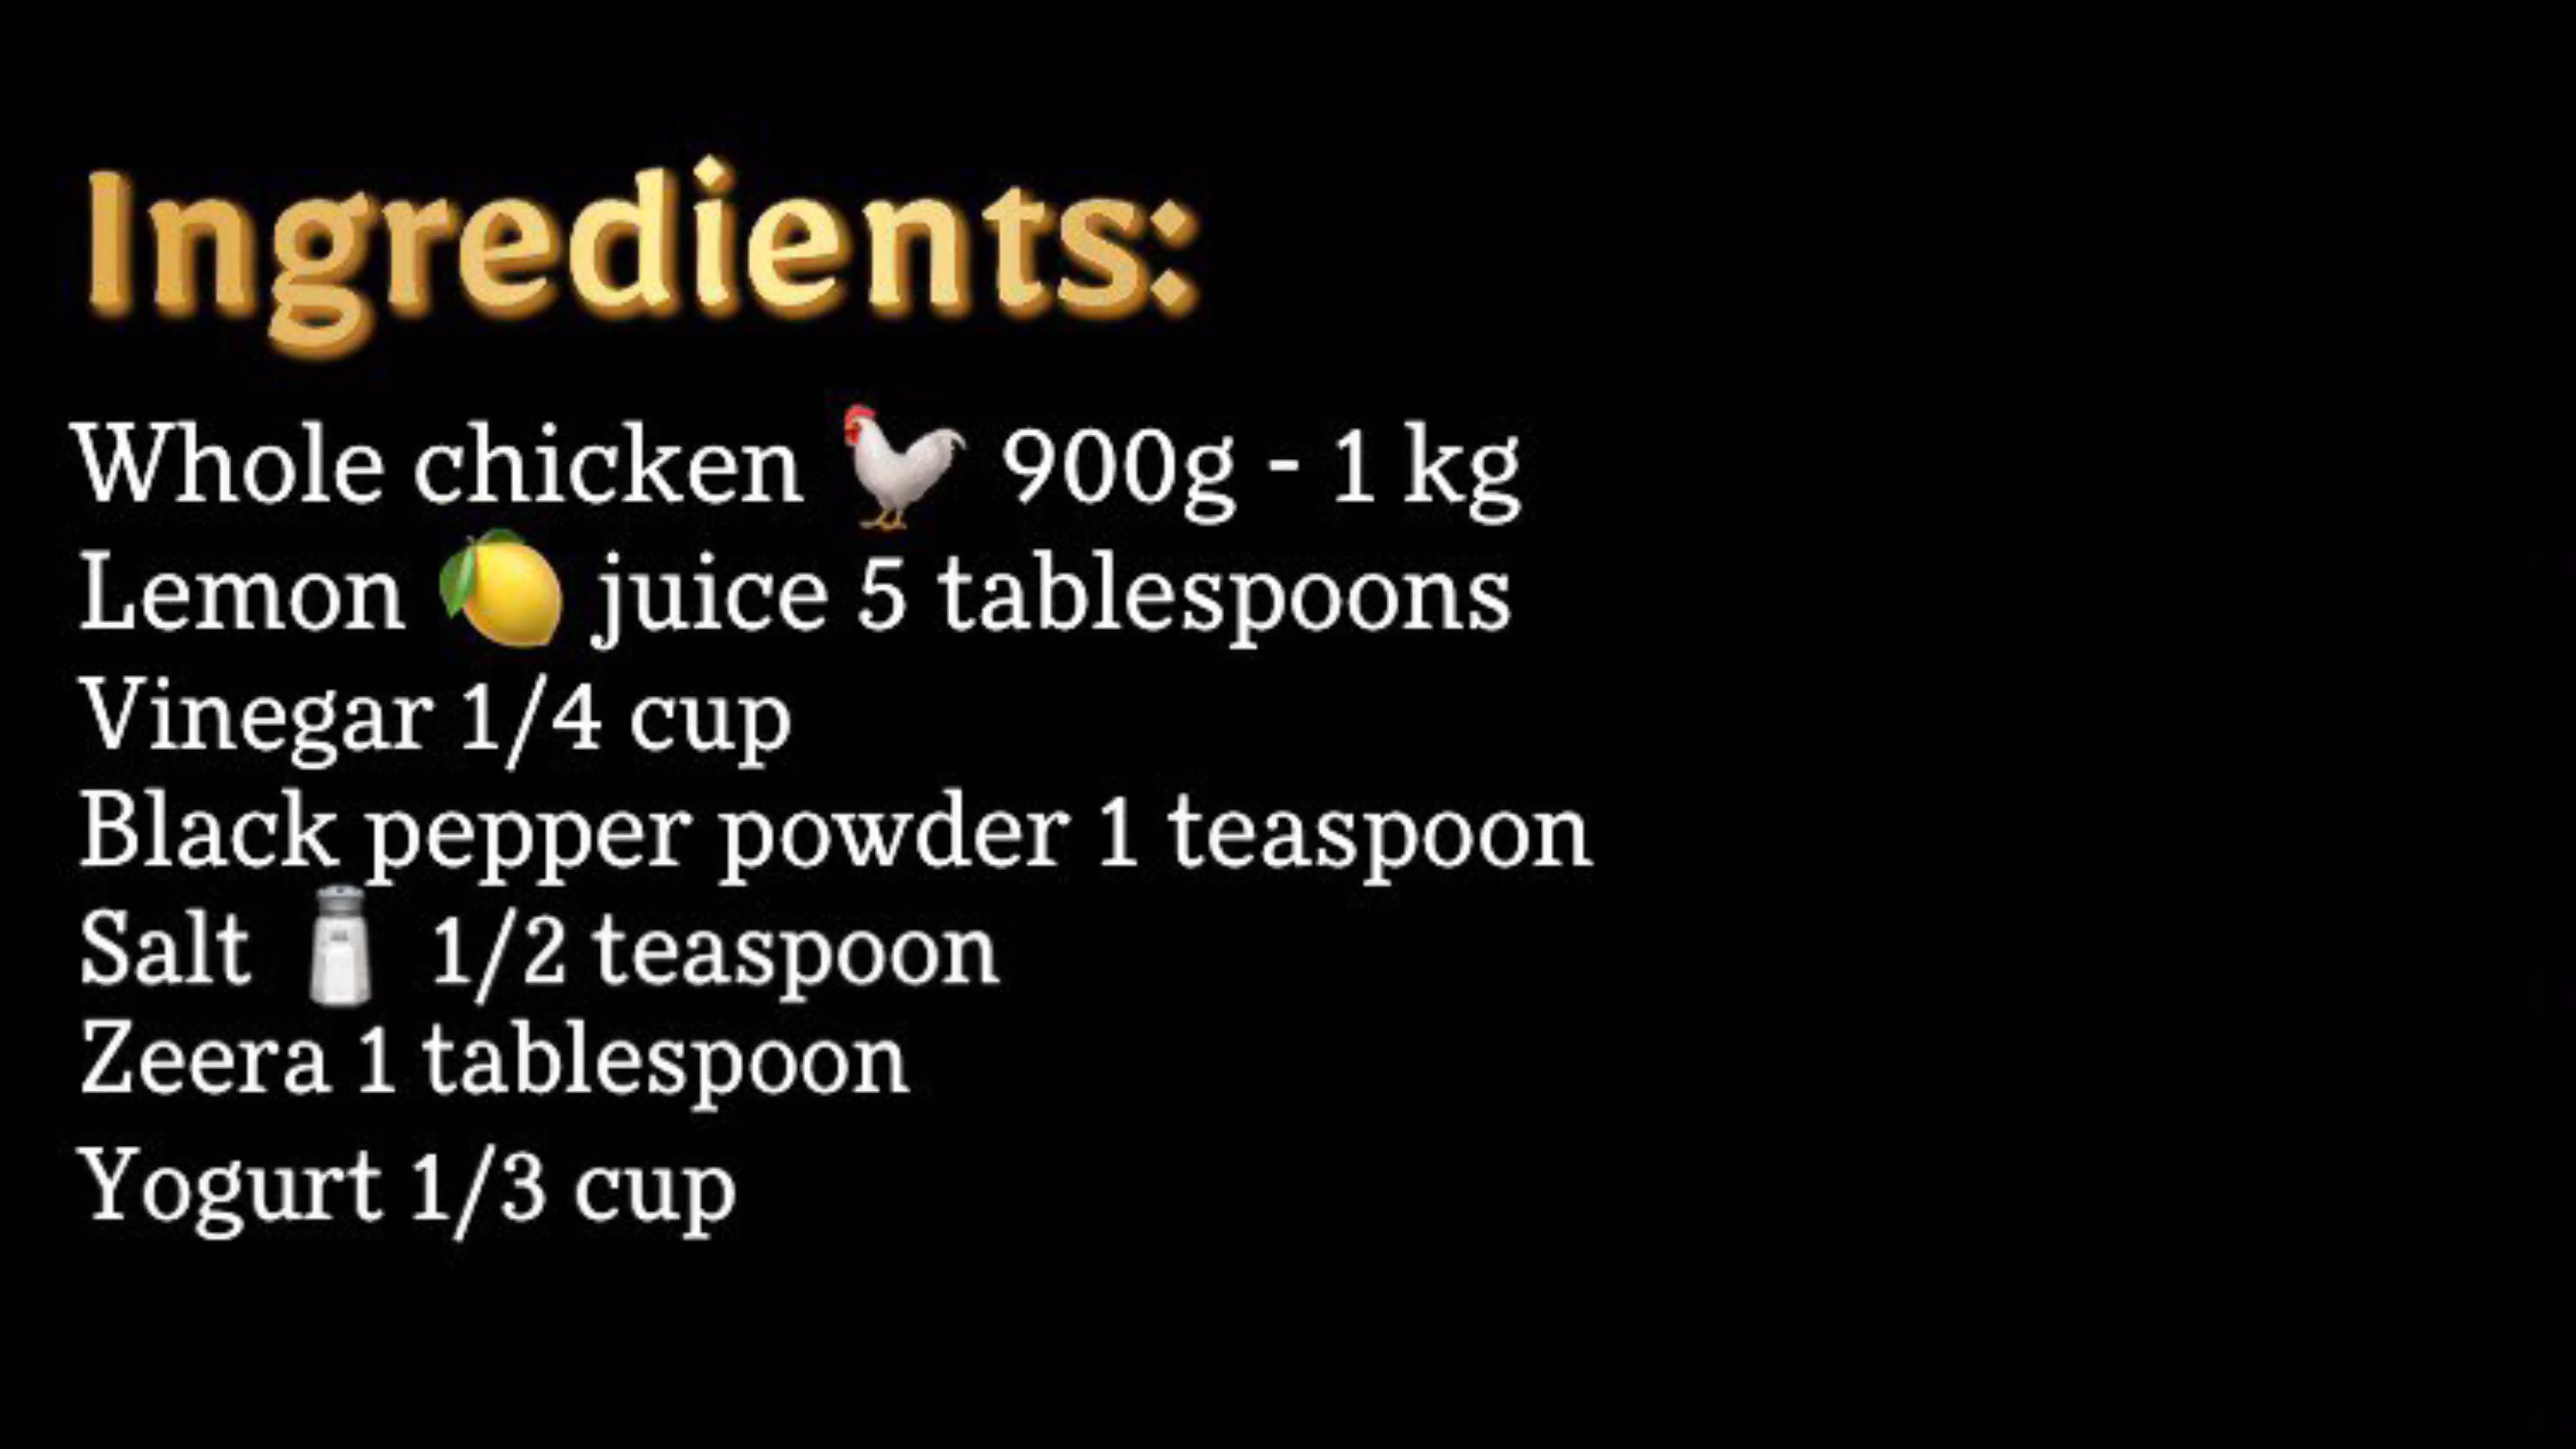 Ingredients:
Whole chicken 🐓 900g - 1 kg
Lemon 🍋 juice 5 tablespoons
Vinegar 1/4 cup
Black pepper powder 1 teaspoon
Salt 🧂 1/2 teaspoon
Zeera 1 tablespoon
Yogurt 1/3 cup